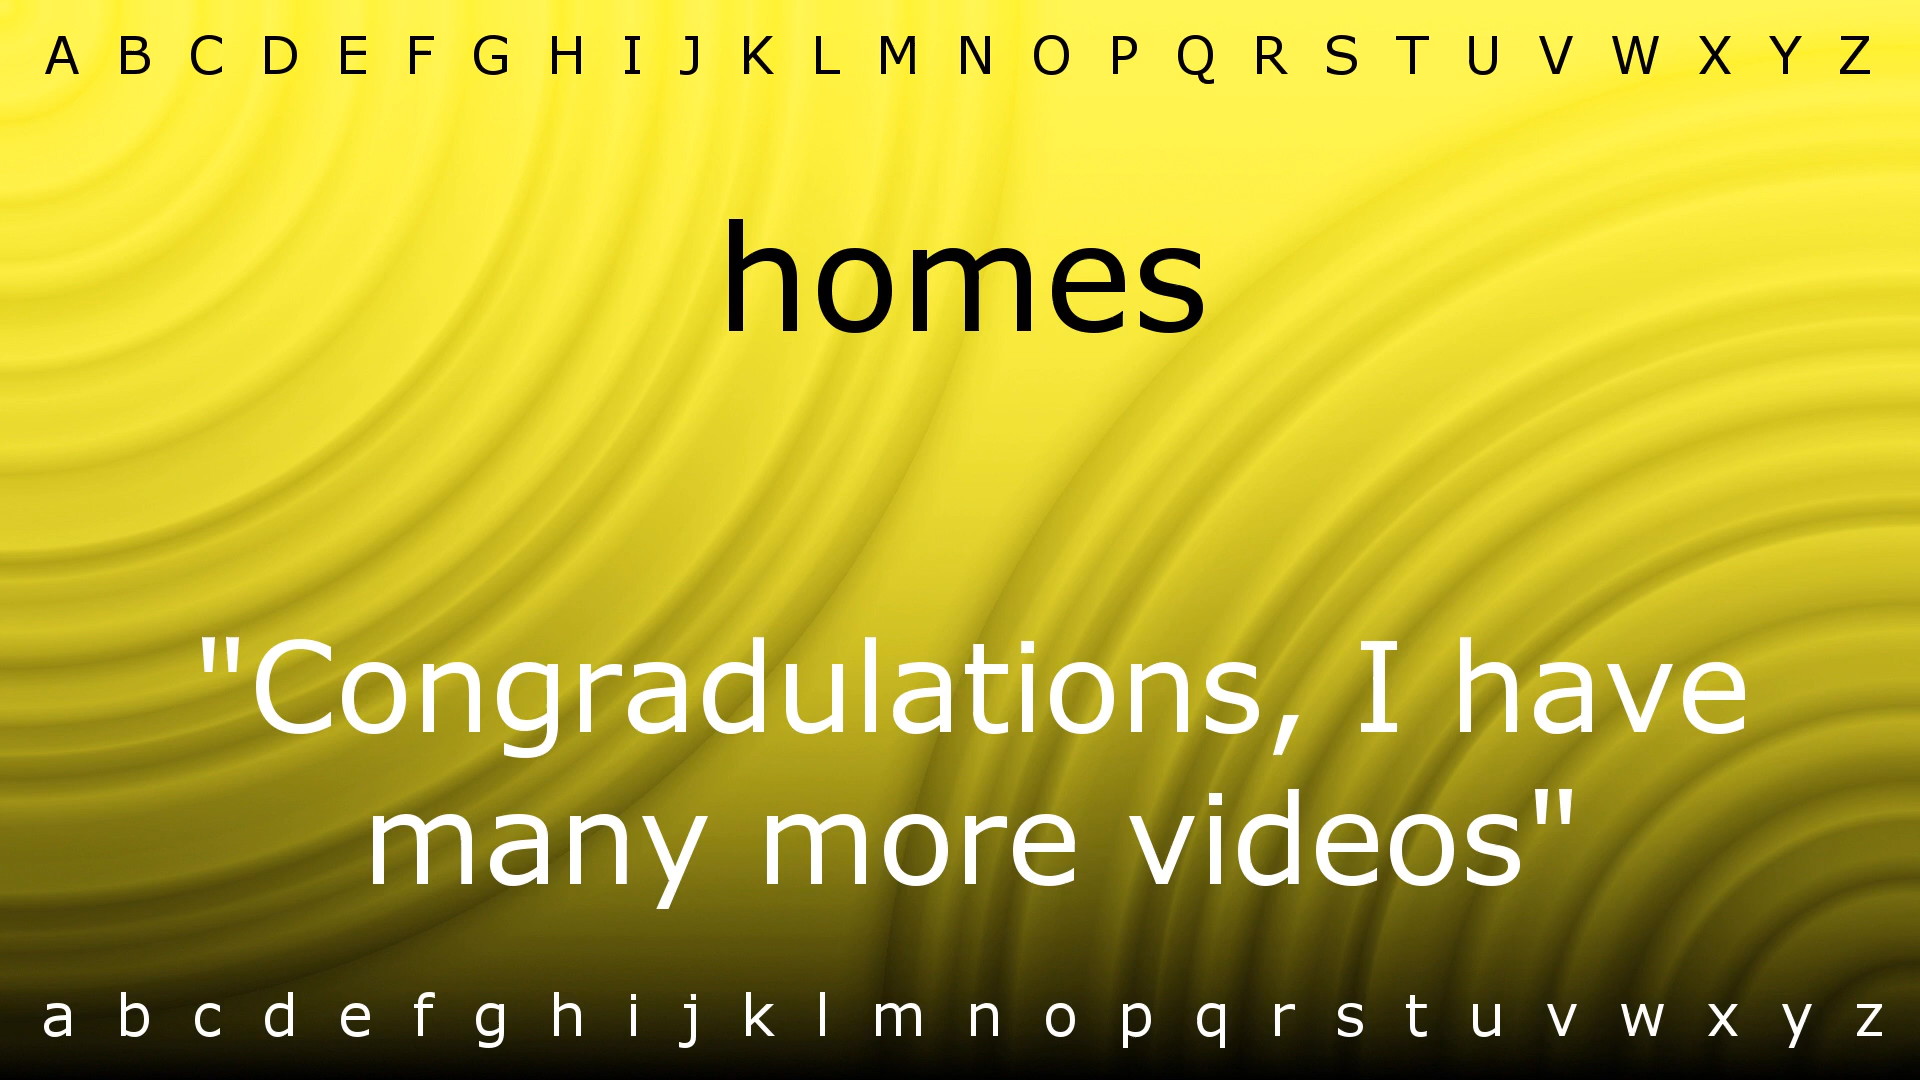 A B C D E F G H I J K L M N O P Q R S T U V W X Y Z
homes
"Congradulations, I have
many more videos"
a b c d e f g h i j k l m n o p q r s t u v w x y z